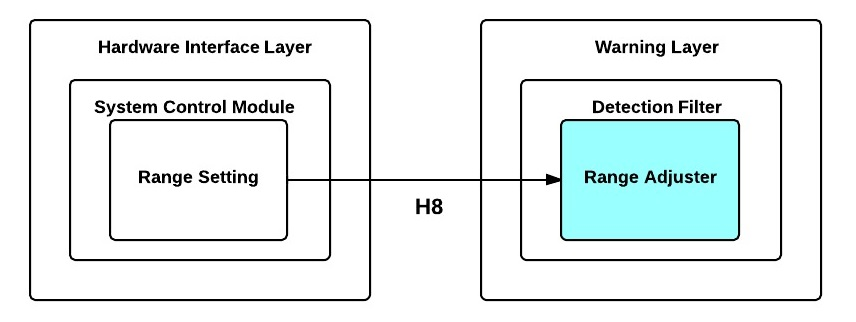 Hardware Interface Layer
Warning Layer
System Control Module
Detection Filter
Range Setting
Range Adjuster
H8